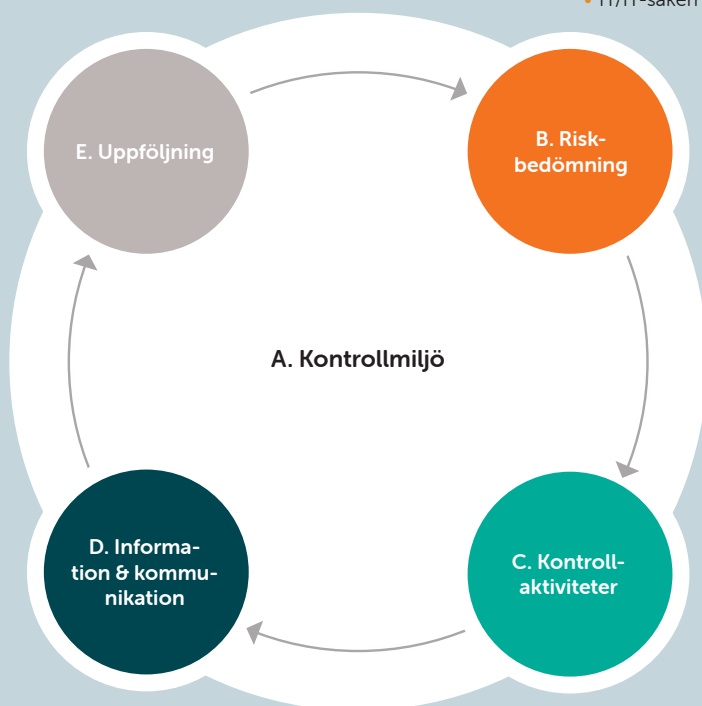 E. Uppföljning
B. Risk-
bedömning
A. Kontrollmiljö
D. Informa-
tion & kommu-
nikation
C. Kontroll-
aktiviteter